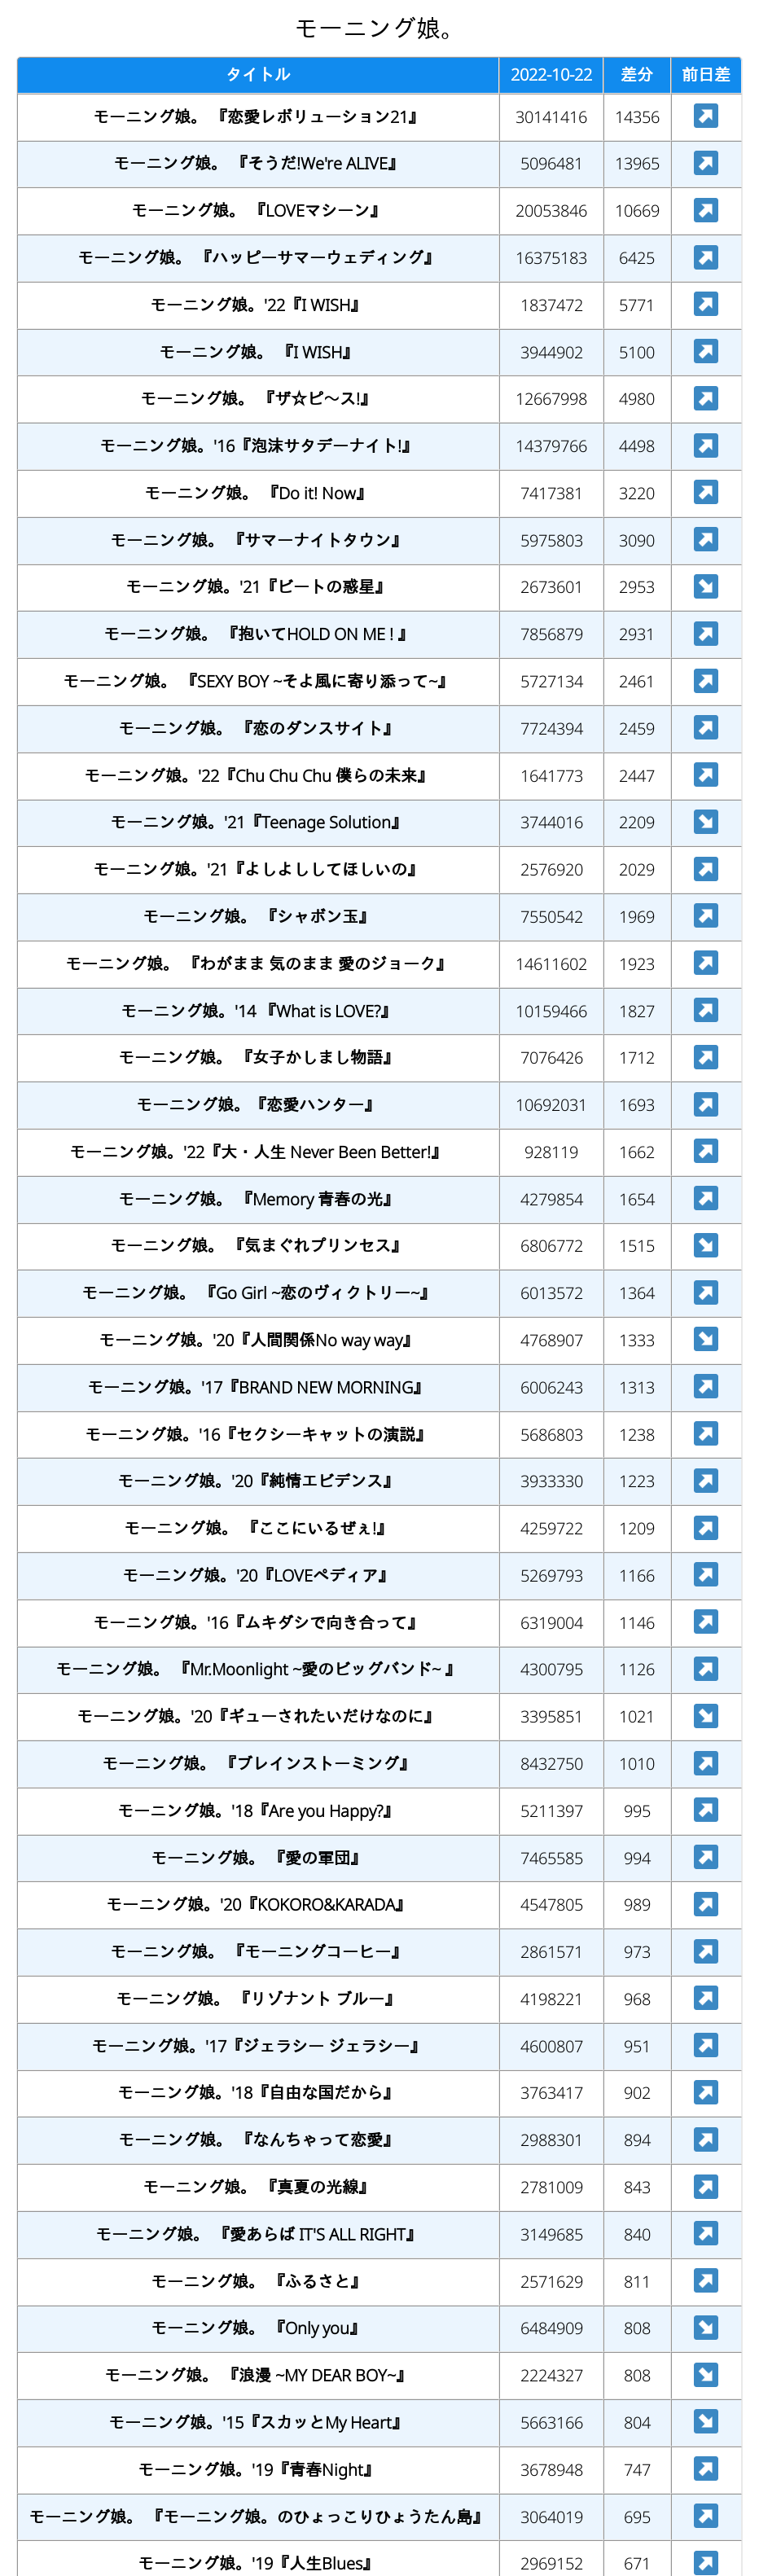 モーニング娘。
タイトル 2022-10-22 差分 前日差
モーニング娘。 『恋愛レボリューション21』 30141416 14356 ↗
モーニング娘。 『そうだ!We're ALIVE』 5096481 13965 ↗
モーニング娘。 『LOVEマシーン』 20053846 10669 ↗
モーニング娘。 『ハッピーサマーウェディング』 16375183 6425 ↗
モーニング娘。'22『I WISH』 1837472 5771 ↗
モーニング娘。 『I WISH』 3944902 5100 ↗
モーニング娘。 『ザ☆ピ〜ス!』 12667998 4980 ↗
モーニング娘。'16『泡沫サタデーナイト!』 14379766 4498 ↗
モーニング娘。 『Do it! Now』 7417381 3220 ↗
モーニング娘。 『サマーナイトタウン』 5975803 3090 ↗
モーニング娘。'21『ビートの惑星』 2673601 2953 ↘
モーニング娘。 『抱いてHOLD ON ME ! 』 7856879 2931 ↗
モーニング娘。 『SEXY BOY ~そよ風に寄り添って~』 5727134 2461 ↗
モーニング娘。 『恋のダンスサイト』 7724394 2459 ↗
モーニング娘。'22『Chu Chu Chu 僕らの未来』 1641773 2447 ↗
モーニング娘。'21『Teenage Solution』 3744016 2209 ↘
モーニング娘。'21『よしよししてほしいの』 2576920 2029 ↗
モーニング娘。 『シャボン玉』 7550542 1969 ↗
モーニング娘。 『わがまま 気のまま 愛のジョーク』 14611602 1923 ↗
モーニング娘。'14 『What is LOVE?』 10159466 1827 ↗
モーニング娘。 『女子かしまし物語』 7076426 1712 ↗
モーニング娘。 『恋愛ハンター』 10692031 1693 ↗
モーニング娘。'22『大・人生 Never Been Better!』 928119 1662 ↗
モーニング娘。 『Memory 青春の光』 4279854 1654 ↗
モーニング娘。 『気まぐれプリンセス』 6806772 1515 ↘
モーニング娘。 『Go Girl ~恋のヴィクトリー~』 6013572 1364 ↗
モーニング娘。'20『人間関係No way way』 4768907 1333 ↘
モーニング娘。'17『BRAND NEW MORNING』 6006243 1313 ↗
モーニング娘。'16『セクシーキャットの演説』 5686803 1238 ↗
モーニング娘。'20『純情エビデンス』 3933330 1223 ↗
モーニング娘。 『ここにいるぜぇ!』 4259722 1209 ↗
モーニング娘。'20『LOVEペディア』 5269793 1166 ↗
モーニング娘。'16『ムキダシで向き合って』 6319004 1146 ↗
モーニング娘。 『Mr.Moonlight ~愛のビッグバンド~ 』 4300795 1126 ↗
モーニング娘。'20『ギューされたいだけなのに』 3395851 1021 ↘
モーニング娘。 『ブレインストーミング』 8432750 1010 ↗
モーニング娘。'18『Are you Happy?』 5211397 995 ↗
モーニング娘。 『愛の軍団』 7465585 994 ↗
モーニング娘。'20『KOKORO&KARADA』 4547805 989 ↗
モーニング娘。 『モーニングコーヒー』 2861571 973 ↗
モーニング娘。 『リゾナント ブルー』 4198221 968 ↗
モーニング娘。'17『ジェラシー ジェラシー』 4600807 951 ↗
モーニング娘。'18『自由な国だから』 3763417 902 ↗
モーニング娘。 『なんちゃって恋愛』 2988301 894 ↗
モーニング娘。 『真夏の光線』 2781009 843 ↗
モーニング娘。 『愛あらば IT'S ALL RIGHT』 3149685 840 ↗
モーニング娘。 『ふるさと』 2571629 811 ↗
モーニング娘。 『Only you』 6484909 808 ↘
モーニング娘。 『浪漫 ~MY DEAR BOY~』 2224327 808 ↘
モーニング娘。'15『スカッとMy Heart』 5663166 804 ↘
モーニング娘。'19『青春Night』 3678948 747 ↗
モーニング娘。 『モーニング娘。のひょっこりひょうたん島』 3064019 695 ↗
モーニング娘。'19『人生Blues』 2969152 671 ↗